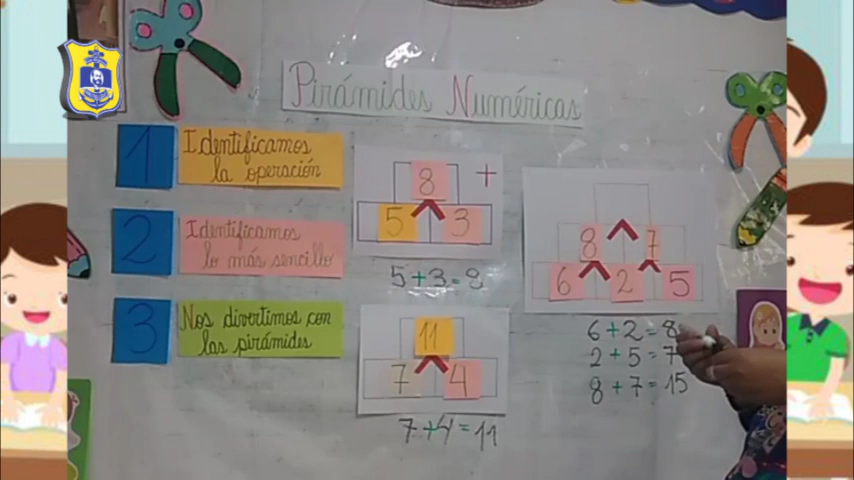 Pirámides Numéricas
1
Identificamos
la operación
2
Identificamos
lo más sencillo
3
Nos divertimos con
las pirámides
8
+
5 3
5+3=8
11
7 4
7+4=11
8 7
6 2 5
6+2=8
2+5=7
8+7=15